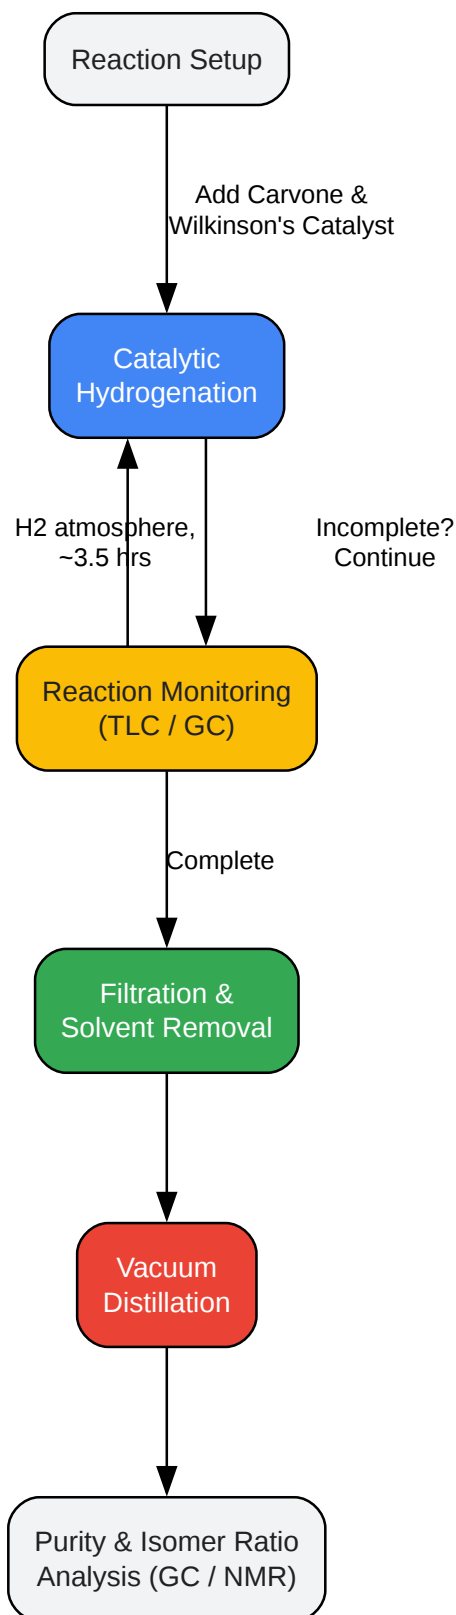 Reaction Setup
Add Carvone &
Wilkinson's Catalyst
Catalytic
Hydrogenation
H2 atmosphere,
~3.5 hrs
Incomplete?
Continue
Reaction Monitoring
(TLC / GC)
Complete
Filtration &
Solvent Removal
Vacuum
Distillation
Purity & Isomer Ratio
Analysis (GC / NMR)